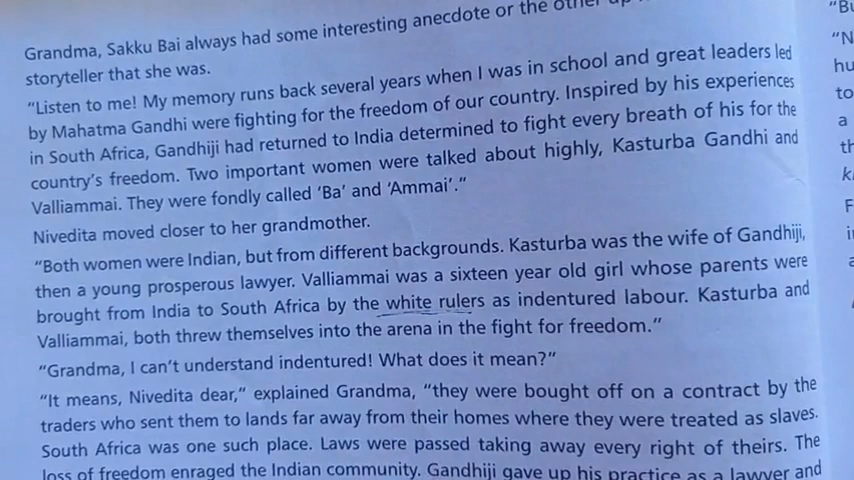 Grandma, Sakku Bai always had some interesting anecdote or the other
storyteller that she was.
"Listen to me! My memory runs back several years when I was in school and great leaders led
by Mahatma Gandhi were fighting for the freedom of our country. Inspired by his experiences
in South Africa, Gandhiji had returned to India determined to fight every breath of his for the
country's freedom. Two important women were talked about highly, Kasturba Gandhi and
Valliammai. They were fondly called 'Ba' and 'Ammai'."
Nivedita moved closer to her grandmother.
"Both women were Indian, but from different backgrounds. Kasturba was the wife of Gandhiji,
then a young prosperous lawyer. Valliammai was a sixteen year old girl whose parents were
brought from India to South Africa by the white rulers as indentured labour. Kasturba and
Valliammai, both threw themselves into the arena in the fight for freedom."
"Grandma, I can't understand indentured! What does it mean?"
"It means, Nivedita dear," explained Grandma, "they were bought off on a contract by the
traders who sent them to lands far away from their homes where they were treated as slaves.
South Africa was one such place. Laws were passed taking away every right of theirs. The
loss of freedom enraged the Indian community. Gandhiji gave up his practice as a lawyer and
"N
hu
to
a
th
F